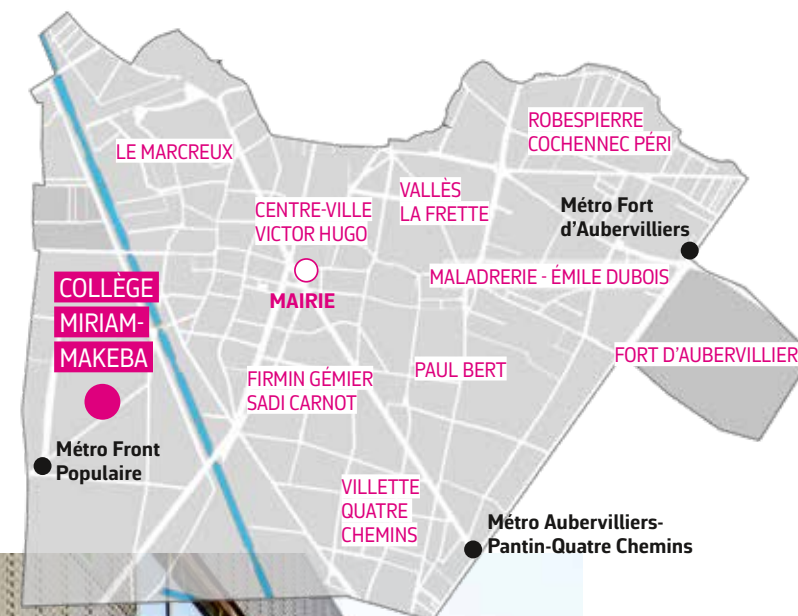 ROBESPIERRE
COCHENNEC PÉRI
LE MARCREUX
VALLÈS
LA FRETTE
CENTRE-VILLE
VICTOR HUGO
Métro Fort
d'Aubervilliers
MAIRIE
MALADRERIE - ÉMILE DUBOIS
COLLÈGE
MIRIAM-
MAKEBA
FORT D'AUBERVILLIER
PAUL BERT
FIRMIN GÉMIER
SADI CARNOT
Métro Front
Populaire
VILLETTE
QUATRE
CHEMINS
Métro Aubervilliers-
Pantin-Quatre Chemins